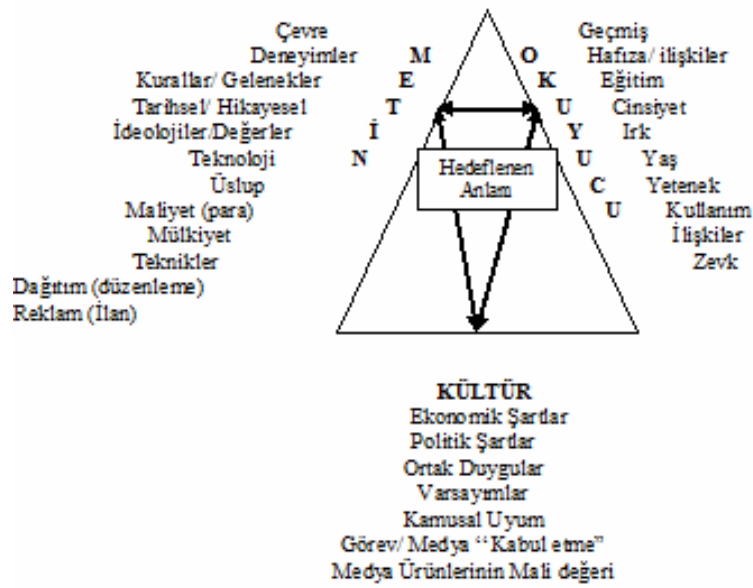 Çevre
Deneyimler
Kurallar/ Gelenekler
Tarihsel/ Hikayesel
İdeolojiler/Değerler
Teknoloji
Üslup
Maliyet (para)
Mülkiyet
Teknikler
Dağıtım (düzenleme)
Reklam (İlan)
METİN
Hedeflenen
Anlam
OKUYUCU
Geçmiş
Hafıza/ ilişkiler
Eğitim
Cinsiyet
Irk
Yaş
Yetenek
Kullanım
İlişkiler
Zevk
KÜLTÜR
Ekonomik Şartlar
Politik Şartlar
Ortak Duygular
Varsayımlar
Kamusal Uyum
Görev/ Medya ‘‘Kabul etme”
Medya Ürünlerinin Mali değeri